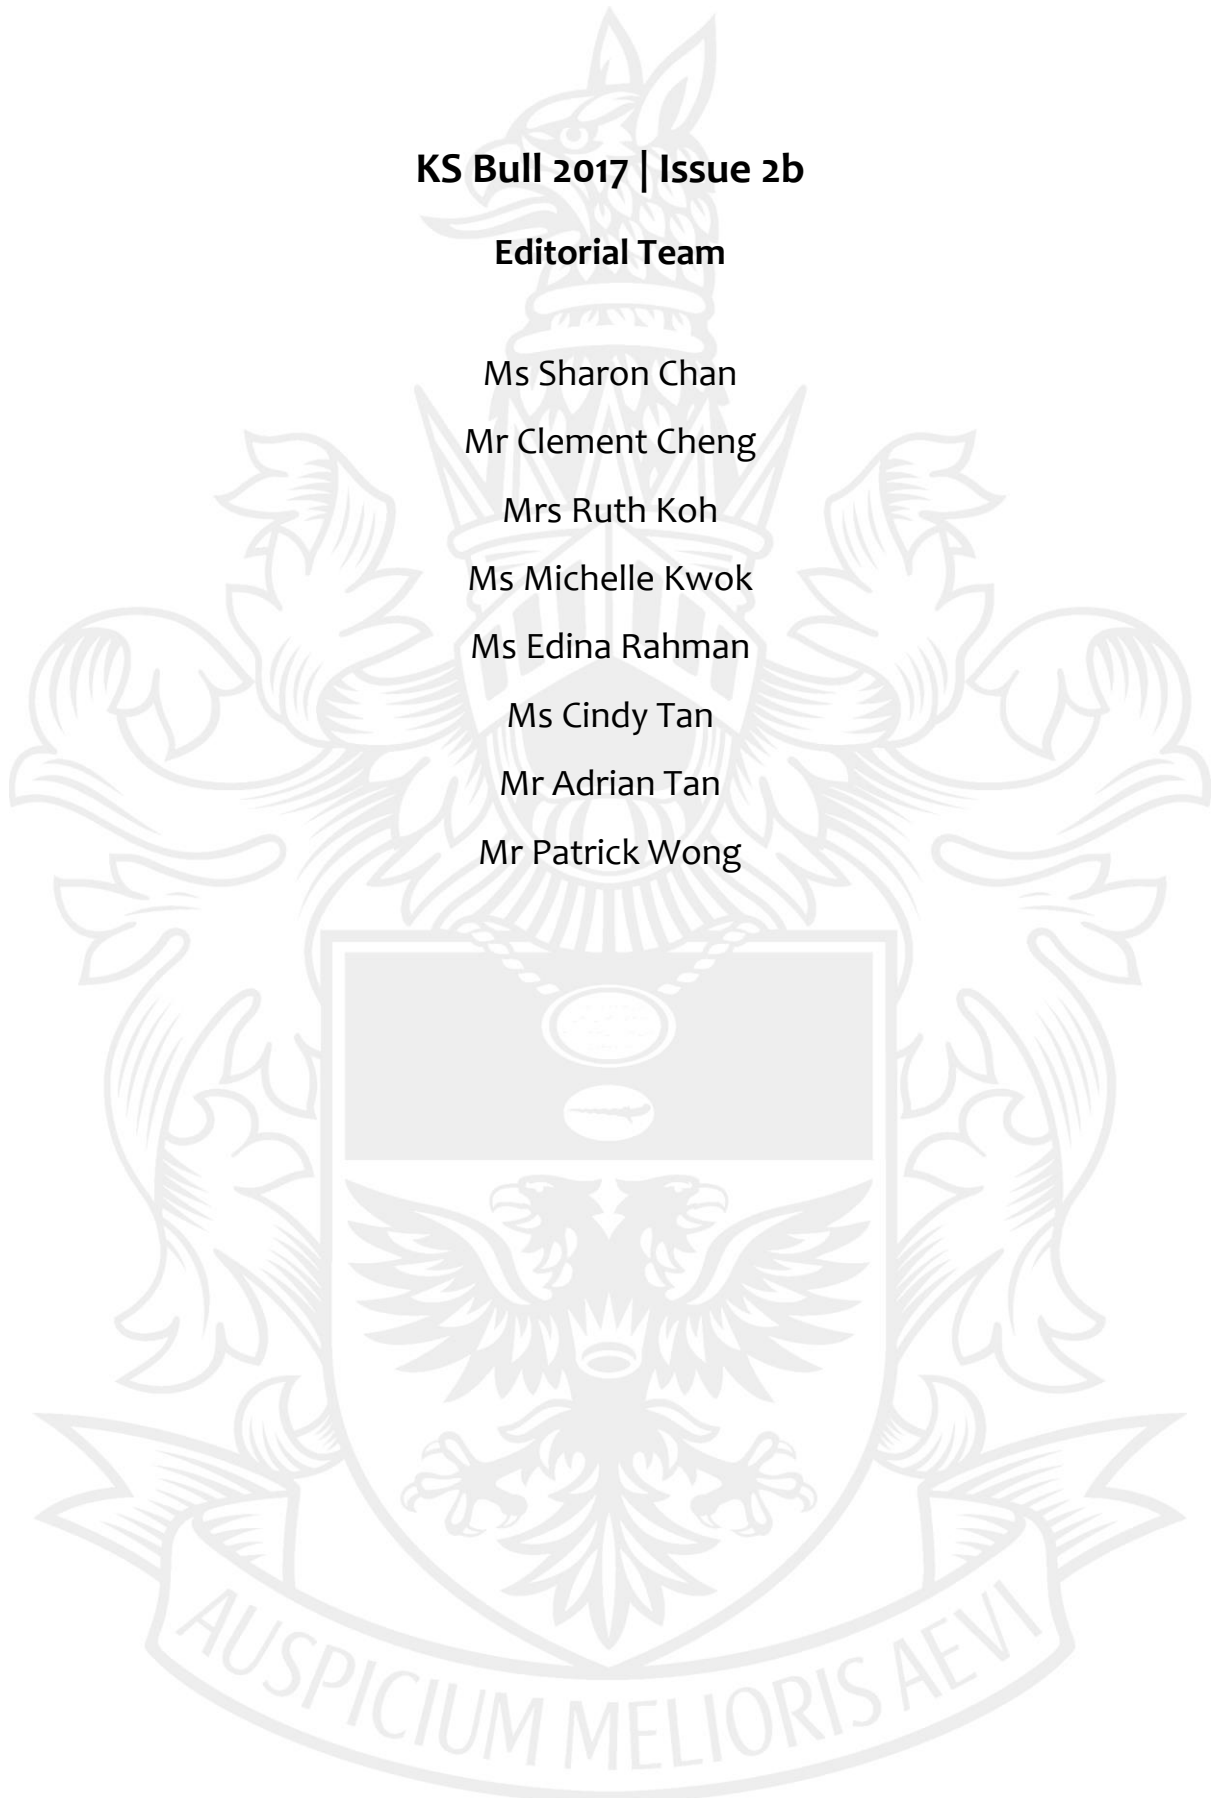 KS Bull 2017 | Issue 2b
Editorial Team
Ms Sharon Chan
Mr Clement Cheng
Mrs Ruth Koh
Ms Michelle Kwok
Ms Edina Rahman
Ms Cindy Tan
Mr Adrian Tan
Mr Patrick Wong
AUSPICIUM MELIORIS AEVI